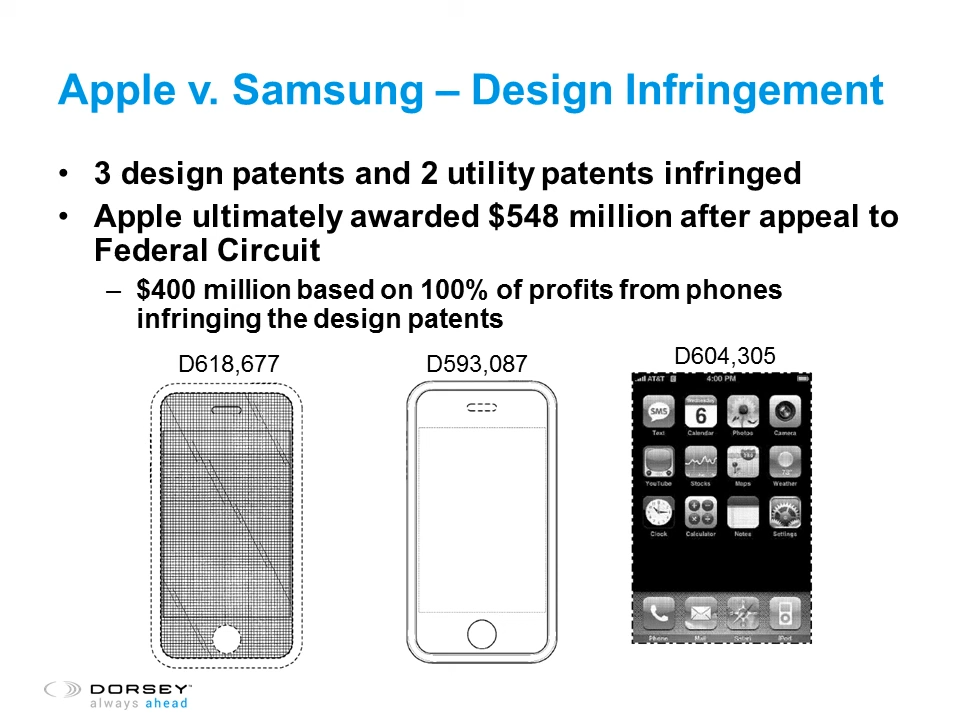 Apple v. Samsung – Design Infringement
• 3 design patents and 2 utility patents infringed
• Apple ultimately awarded $548 million after appeal to
Federal Circuit
– $400 million based on 100% of profits from phones
infringing the design patents
D618,677
D593,087
D604,305
AT&T 4:00 PM
SMS Wednesday 6
Text Calendar Photos Camera
YouTube Stocks Maps Weather
Clock Calculator Notes Settings
Phone Mail Safari iPod
DORSEY™
always ahead